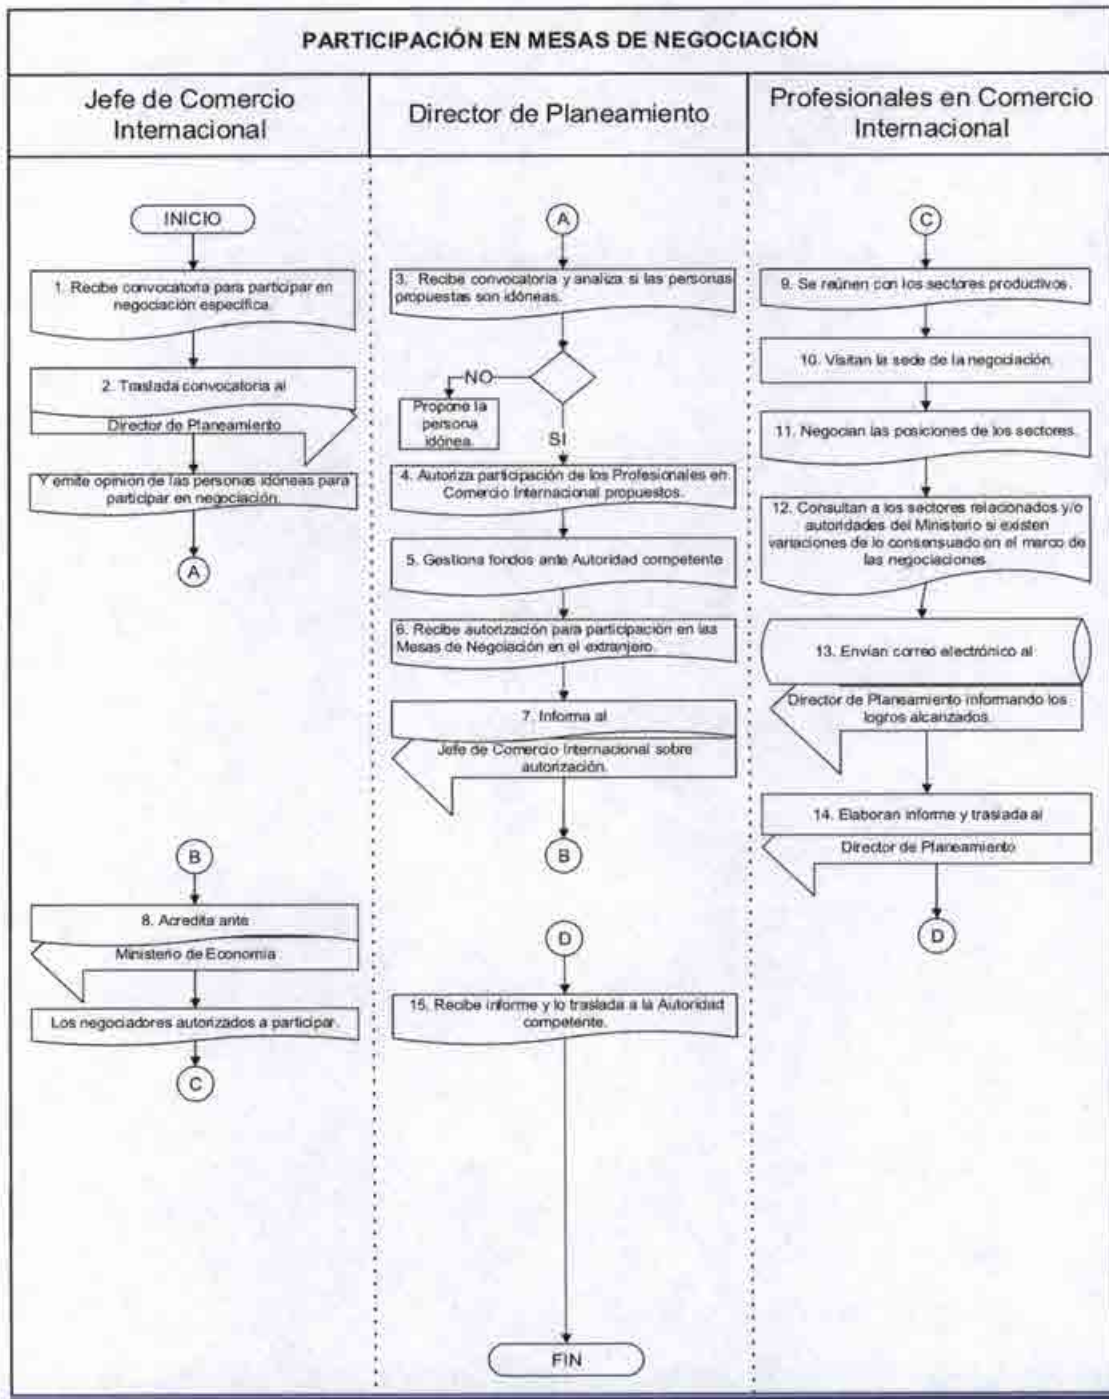 PARTICIPACIÓN EN MESAS DE NEGOCIACIÓN
Jefe de Comercio
Internacional
Director de Planeamiento
Profesionales en Comercio
Internacional
INICIO
1. Recibe convocatoria para participar en
negociación específica.
2. Traslada convocatoria al
Director de Planeamiento
Y emite opinión de las personas idóneas para
participar en negociación.
A
B
8. Acredita ante
Ministerio de Economía
Los negociadores autorizados a participar.
C
A
3. Recibe convocatoria y analiza si las personas
propuestas son idóneas.
NO
Propone la
persona
idónea.
SI
4. Autoriza participación de los Profesionales en
Comercio Internacional propuestos.
5. Gestiona fondos ante Autoridad competente
6. Recibe autorización para participación en las
Mesas de Negociación en el extranjero.
7. Informa al
Jefe de Comercio Internacional sobre
autorización.
B
D
15. Recibe informe y lo traslada a la Autoridad
competente.
FIN
C
9. Se reúnen con los sectores productivos.
10. Visitan la sede de la negociación.
11. Negocian las posiciones de los sectores.
12. Consultan a los sectores relacionados y/o
autoridades del Ministerio si existen
variaciones de lo consensuado en el marco de
las negociaciones
13. Envían correo electrónico al
Director de Planeamiento informando los
logros alcanzados.
14. Elaboran informe y traslada al
Director de Planeamiento
D